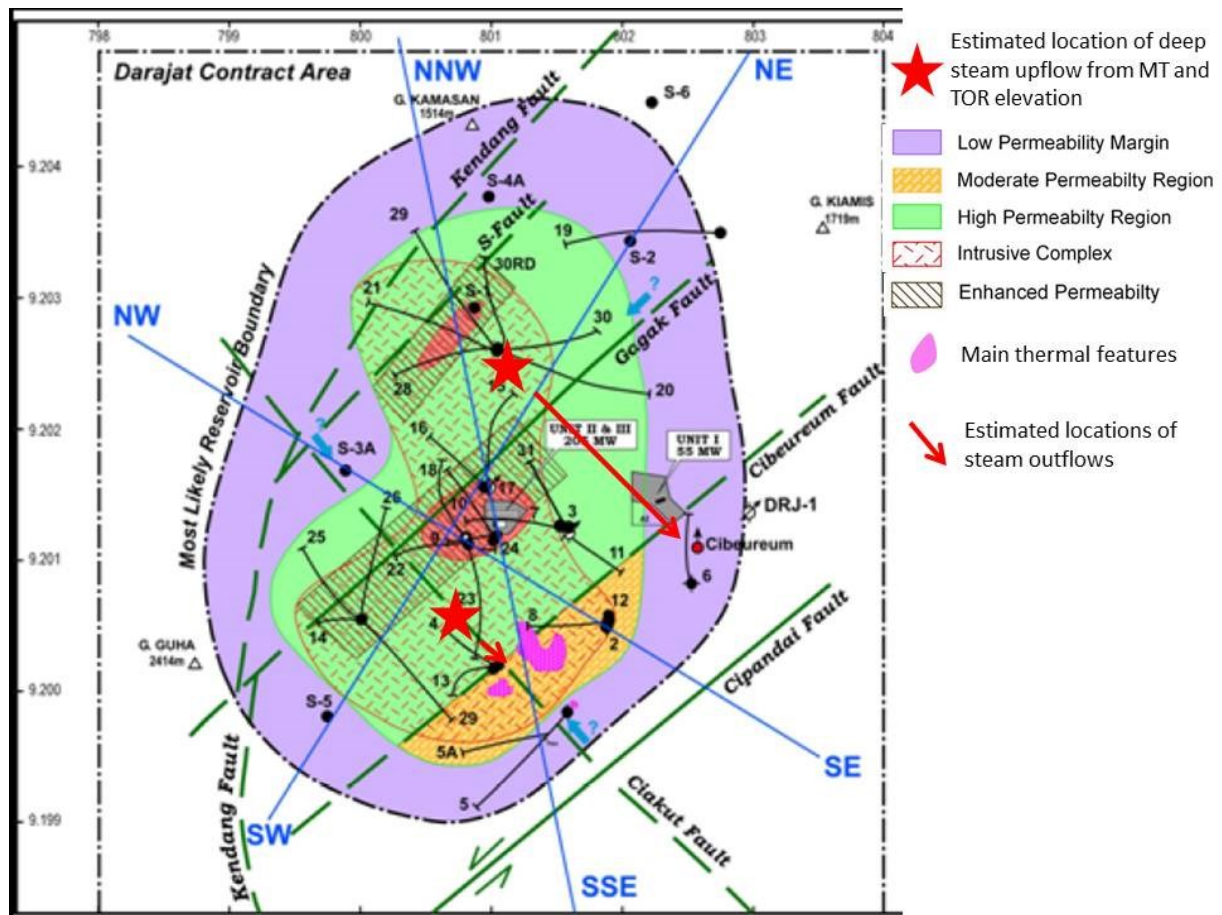 798
799
800
801
802
803
804
Darajat Contract Area
NNW
NE
G. KAMASAN
1514m
S-6
Kendang Fault
9.204
S-4A
G. KIAMIS
1719m
29
S-Fault
19
S-2
30RD
?
21
S-1
9.203
NW
30
Gagak Fault
28
15
20
Cibeureum Fault
9.202
?
S-3A
16
UNIT II & III
UNIT I
55 MW
18
31
26
17
10
7
3
DRJ-1
Most Likely Reservoir Boundary
25
9
24
Cibeureum
9.201
22
11
6
23
12
4
8
14
2
G. GUHA
2414m
13
9.200
Cipandai Fault
S-5
29
?
5A
SE
5
9.199
Kendang Fault
SW
Ciakut Fault
SSE
Estimated location of deep
steam upflow from MT and
TOR elevation
Low Permeability Margin
Moderate Permeabilty Region
High Permeabilty Region
Intrusive Complex
Enhanced Permeabilty
Main thermal features
Estimated locations of
steam outflows